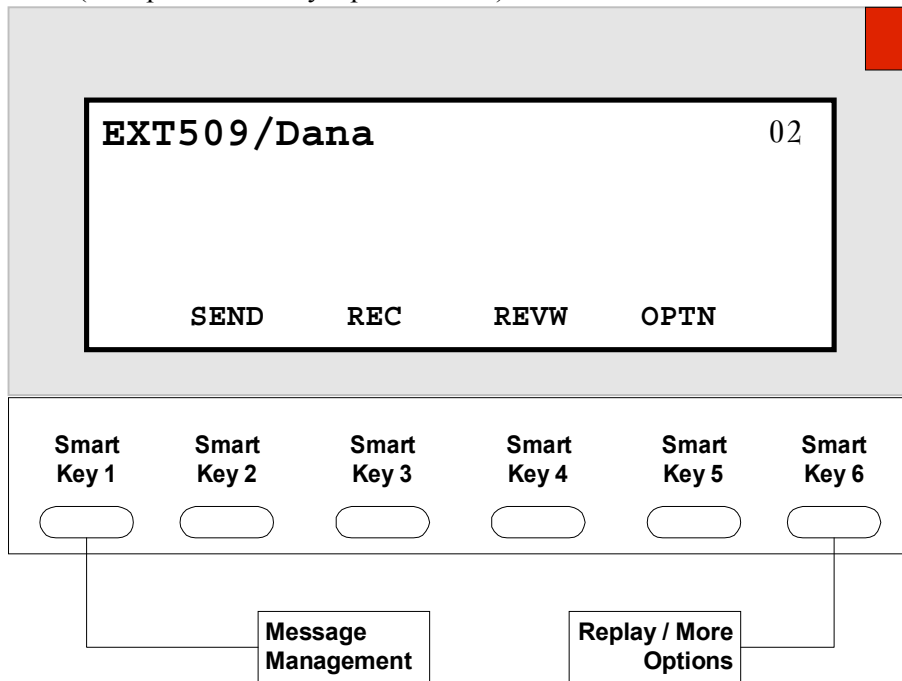 EXT509/Dana 02
SEND REC REVW OPTN
Smart Smart Smart Smart Smart Smart
Key 1 Key 2 Key 3 Key 4 Key 5 Key 6
Message
Management
Replay / More
Options